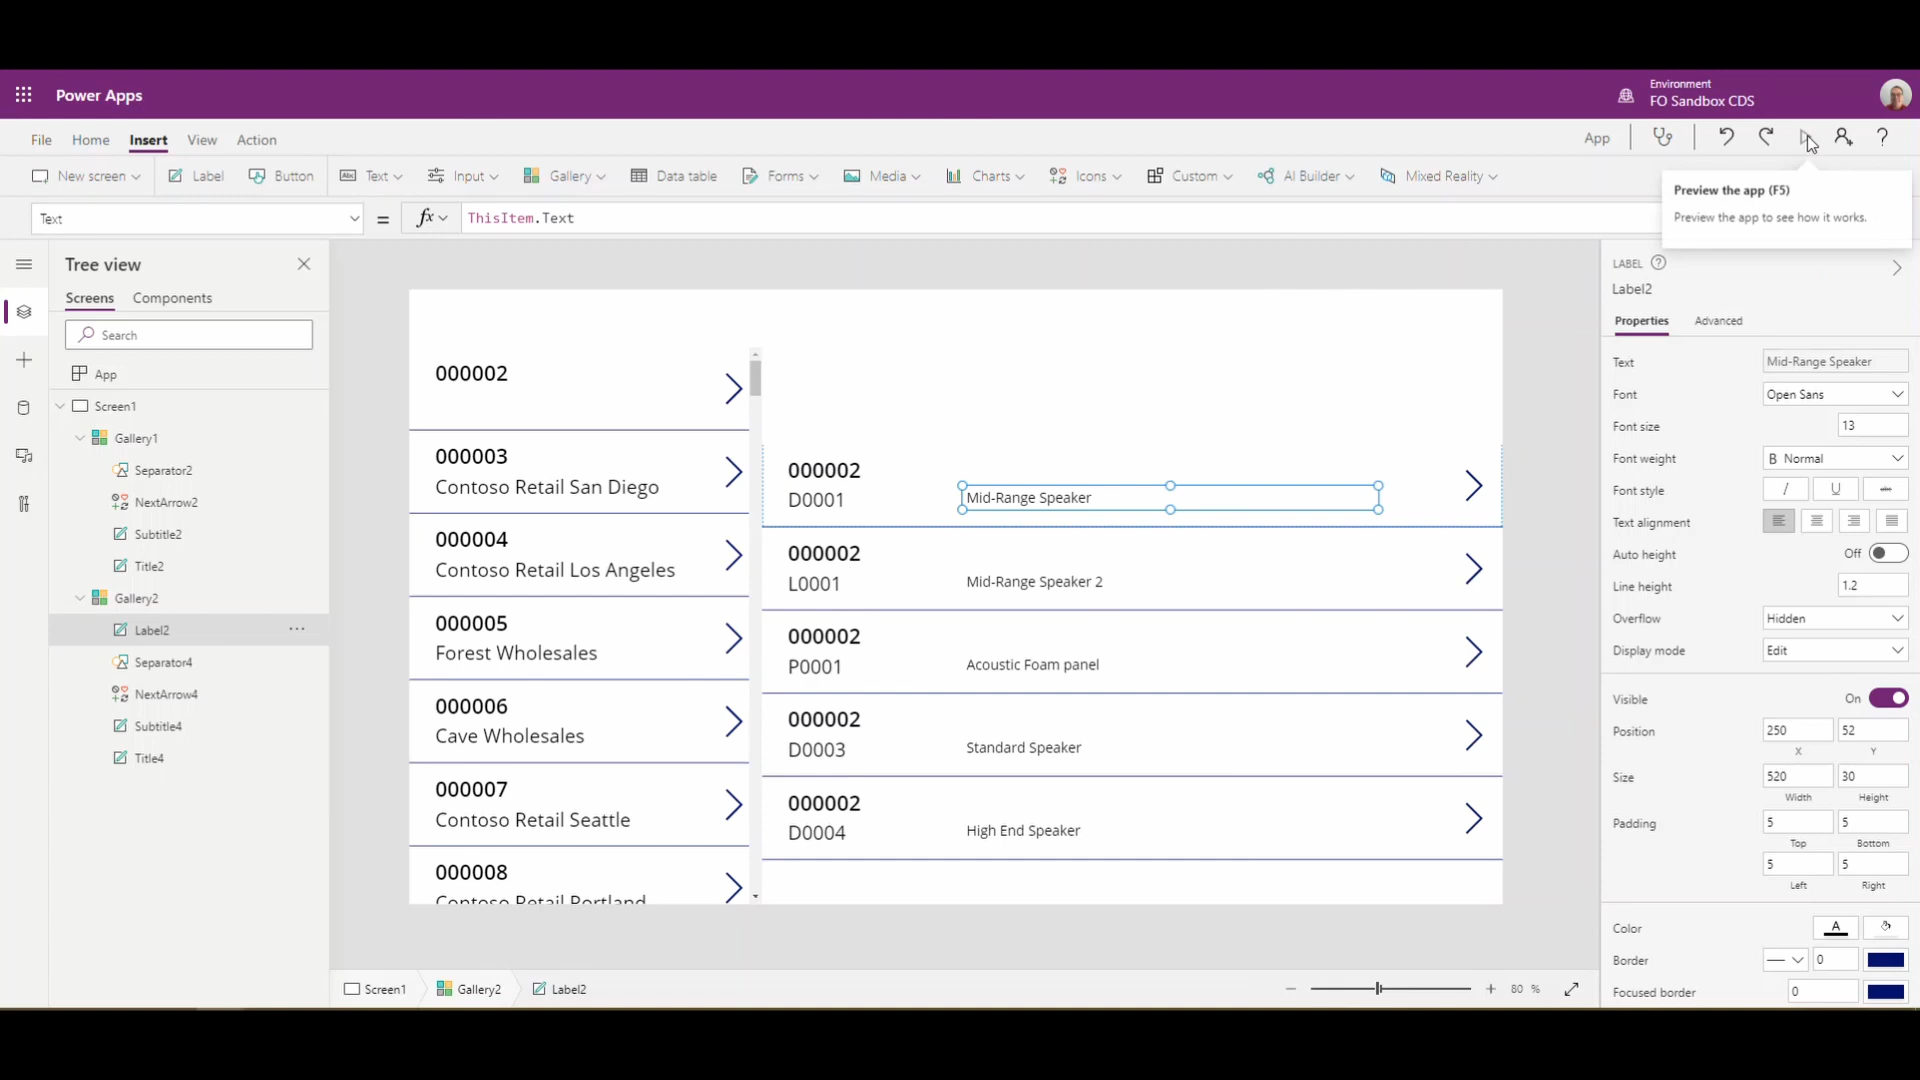 Power Apps
Environment
FO Sandbox CDS
File Home Insert View Action
App
New screen Label Button Text Input Gallery Data table Forms Media Charts Icons Custom AI Builder Mixed Reality
Preview the app (F5)
Preview the app to see how it works.
Text = fx ThisItem.Text
Tree view
Screens Components
Search
App
Screen1
Gallery1
Separator2
NextArrow2
Subtitle2
Title2
Gallery2
Label2
Separator4
NextArrow4
Subtitle4
Title4
000002
000003
Contoso Retail San Diego
000004
Contoso Retail Los Angeles
000005
Forest Wholesales
000006
Cave Wholesales
000007
Contoso Retail Seattle
000008
Contoso Retail Portland
000002
D0001 Mid-Range Speaker
000002
L0001 Mid-Range Speaker 2
000002
P0001 Acoustic Foam panel
000002
D0003 Standard Speaker
000002
D0004 High End Speaker
LABEL ?
Label2
Properties Advanced
Text Mid-Range Speaker
Font Open Sans
Font size 13
Font weight B Normal
Font style / U abc
Text alignment
Auto height Off
Line height 1.2
Overflow Hidden
Display mode Edit
Visible On
Position 250 52
X Y
Size 520 30
Width Height
Padding 5 5
Top Bottom
5 5
Left Right
Color A
Border 0
Focused border 0
Screen1 Gallery2 Label2
80 %